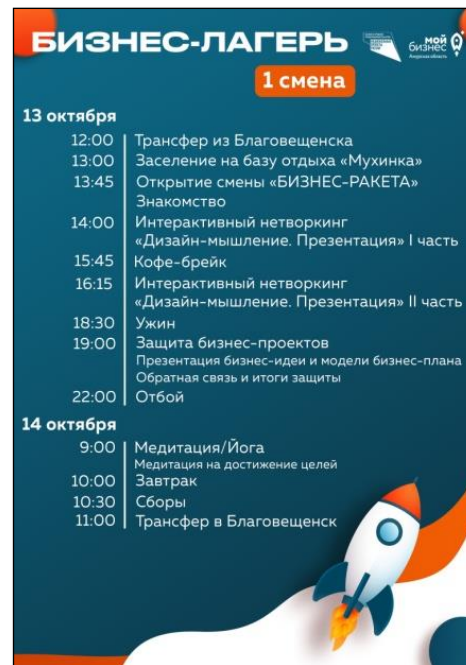 БИЗНЕС-ЛАГЕРЬ
мой
бизнес
Амурская область
1 смена
13 октября
12:00 Трансфер из Благовещенска
13:00 Заселение на базу отдыха «Мухинка»
13:45 Открытие смены «БИЗНЕС-РАКЕТА»
Знакомство
14:00 Интерактивный нетворкинг
«Дизайн-мышление. Презентация» I часть
15:45 Кофе-брейк
16:15 Интерактивный нетворкинг
«Дизайн-мышление. Презентация» II часть
18:30 Ужин
19:00 Защита бизнес-проектов
Презентация бизнес-идеи и модели бизнес-плана
Обратная связь и итоги защиты
22:00 Отбой
14 октября
9:00 Медитация/Йога
Медитация на достижение целей
10:00 Завтрак
10:30 Сборы
11:00 Трансфер в Благовещенск